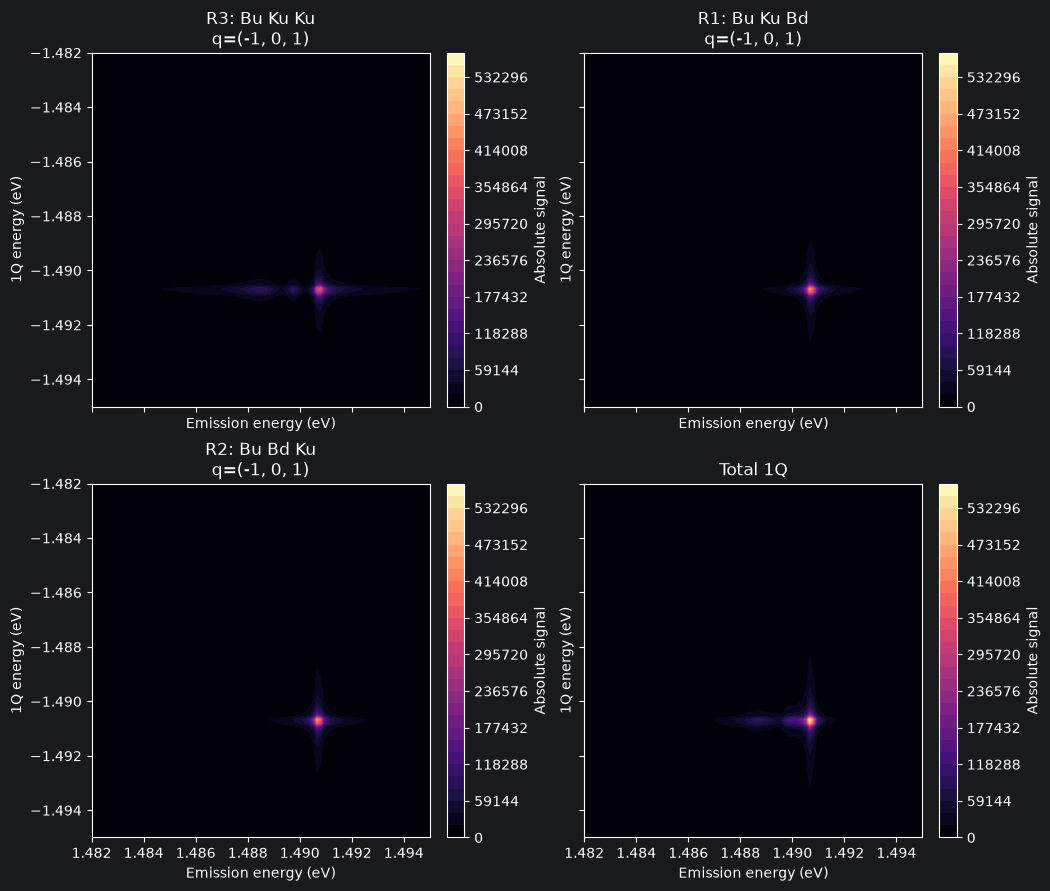 R3: Bu Ku Ku
q=(-1, 0, 1)
R1: Bu Ku Bd
q=(-1, 0, 1)
−1.482
−1.484
−1.486
−1.488
−1.490
−1.492
−1.494
1Q energy (eV)
Emission energy (eV)
532296
473152
414008
354864
295720
236576
177432
118288
59144
0
Absolute signal
1Q energy (eV)
Emission energy (eV)
532296
473152
414008
354864
295720
236576
177432
118288
59144
0
Absolute signal
R2: Bu Bd Ku
q=(-1, 0, 1)
Total 1Q
−1.482
−1.484
−1.486
−1.488
−1.490
−1.492
−1.494
1Q energy (eV)
1.482 1.484 1.486 1.488 1.490 1.492 1.494
Emission energy (eV)
532296
473152
414008
354864
295720
236576
177432
118288
59144
0
Absolute signal
1Q energy (eV)
1.482 1.484 1.486 1.488 1.490 1.492 1.494
Emission energy (eV)
532296
473152
414008
354864
295720
236576
177432
118288
59144
0
Absolute signal